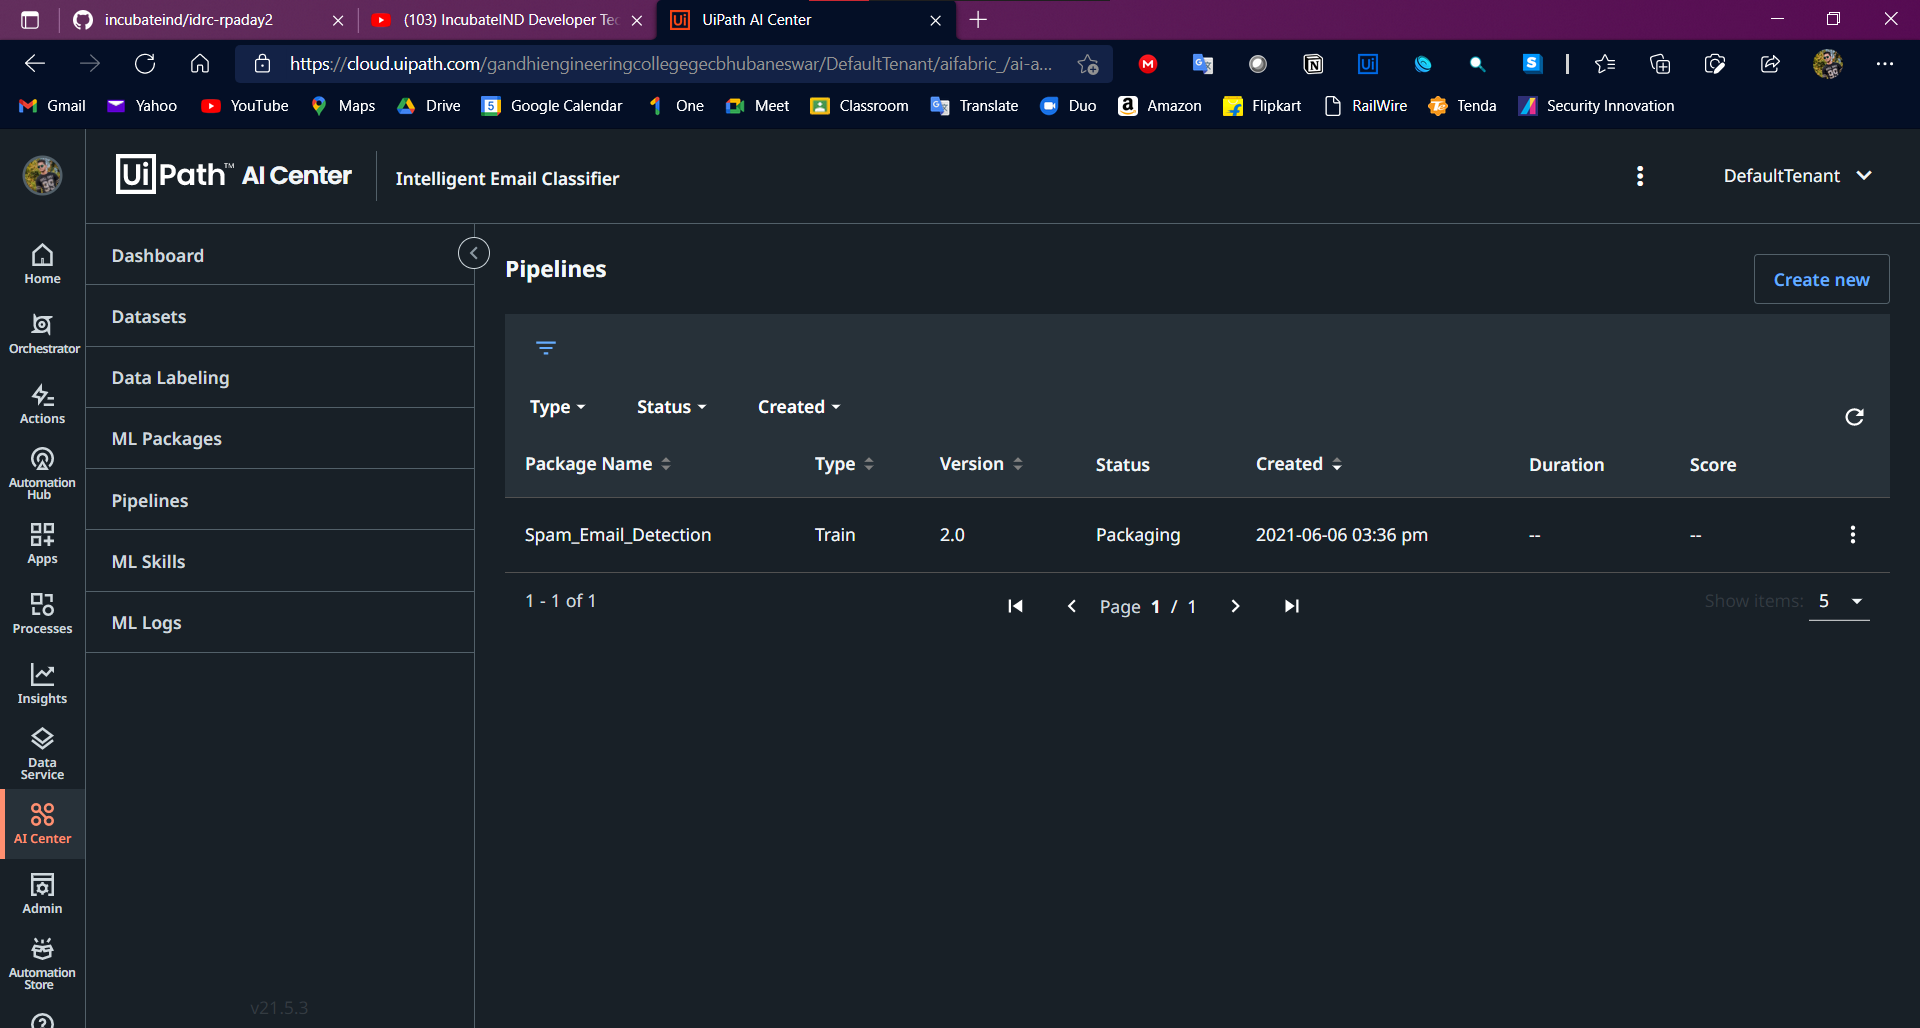 incubateind/idrc-rpaday2
(103) IncubateIND Developer Tec
UiPath AI Center
https://cloud.uipath.com/gandhiengineeringcollegegecbhubaneswar/DefaultTenant/aifabric_/ai-a...
Gmail Yahoo YouTube Maps Drive Google Calendar One Meet Classroom Translate Duo Amazon Flipkart RailWire Tenda Security Innovation
UiPath™ AI Center
Intelligent Email Classifier
DefaultTenant
Home
Orchestrator
Actions
Automation
Hub
Apps
Processes
Insights
Data
Service
AI Center
Admin
Automation
Store
Dashboard
Datasets
Data Labeling
ML Packages
Pipelines
ML Skills
ML Logs
v21.5.3
Pipelines
Create new
Type Status Created
Package Name Type Version Status Created Duration Score
Spam_Email_Detection Train 2.0 Packaging 2021-06-06 03:36 pm -- --
1 - 1 of 1
Page 1 / 1
Show items: 5